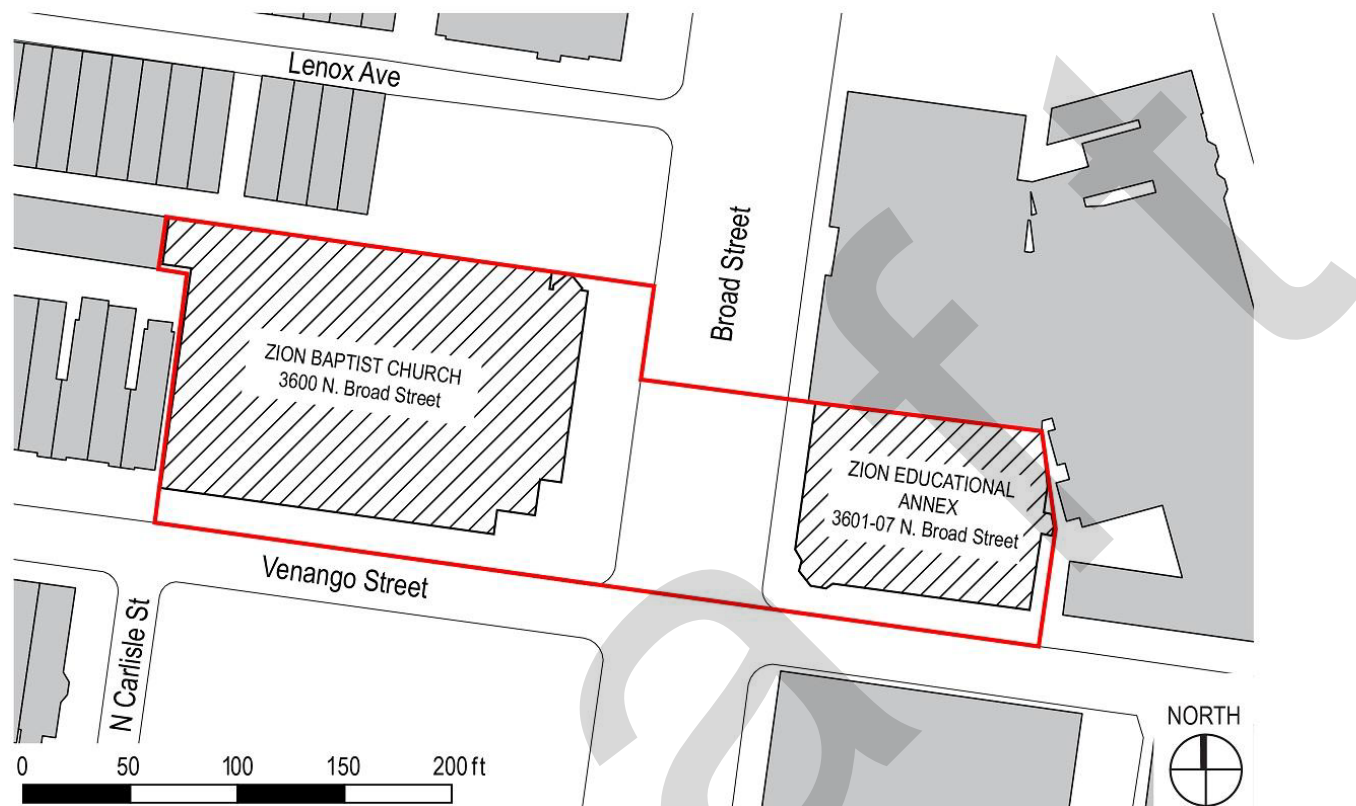 Lenox Ave
Broad Street
ZION BAPTIST CHURCH
3600 N. Broad Street
ZION EDUCATIONAL
ANNEX
3601-07 N. Broad Street
Venango Street
N Carlisle St
NORTH
0 50 100 150 200 ft
aft